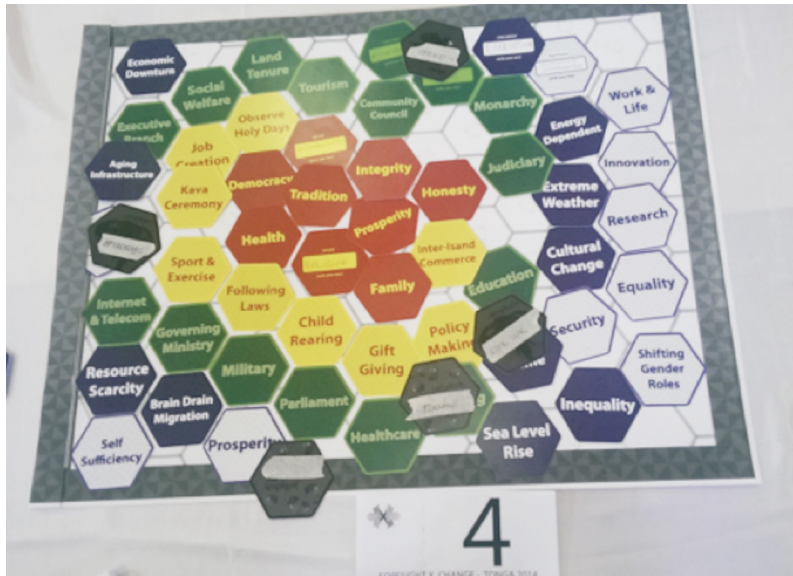 Economic
Downturn
Land
Tenure
Social
Welfare
Tourism
Community
Council
Monarchy
Work &
Life
Executive
Branch
Observe
Holy Days
Energy
Dependent
Job
Creation
Aging
Infrastructure
Kava
Ceremony
Democracy
Tradition
Integrity
Honesty
Judiciary
Innovation
Extreme
Weather
Research
Health
Prosperity
Inter-Isand
Commerce
Cultural
Change
Sport &
Exercise
Following
Laws
Family
Education
Equality
Internet
& Telecom
Governing
Ministry
Child
Rearing
Gift
Giving
Policy
Making
Security
Shifting
Gender
Roles
Resource
Scarcity
Brain Drain
Migration
Military
Parliament
Healthcare
Inequality
Sea Level
Rise
Self
Sufficiency
Prosperity
4
FORESIGHT X CHANGE - TONGA 2014